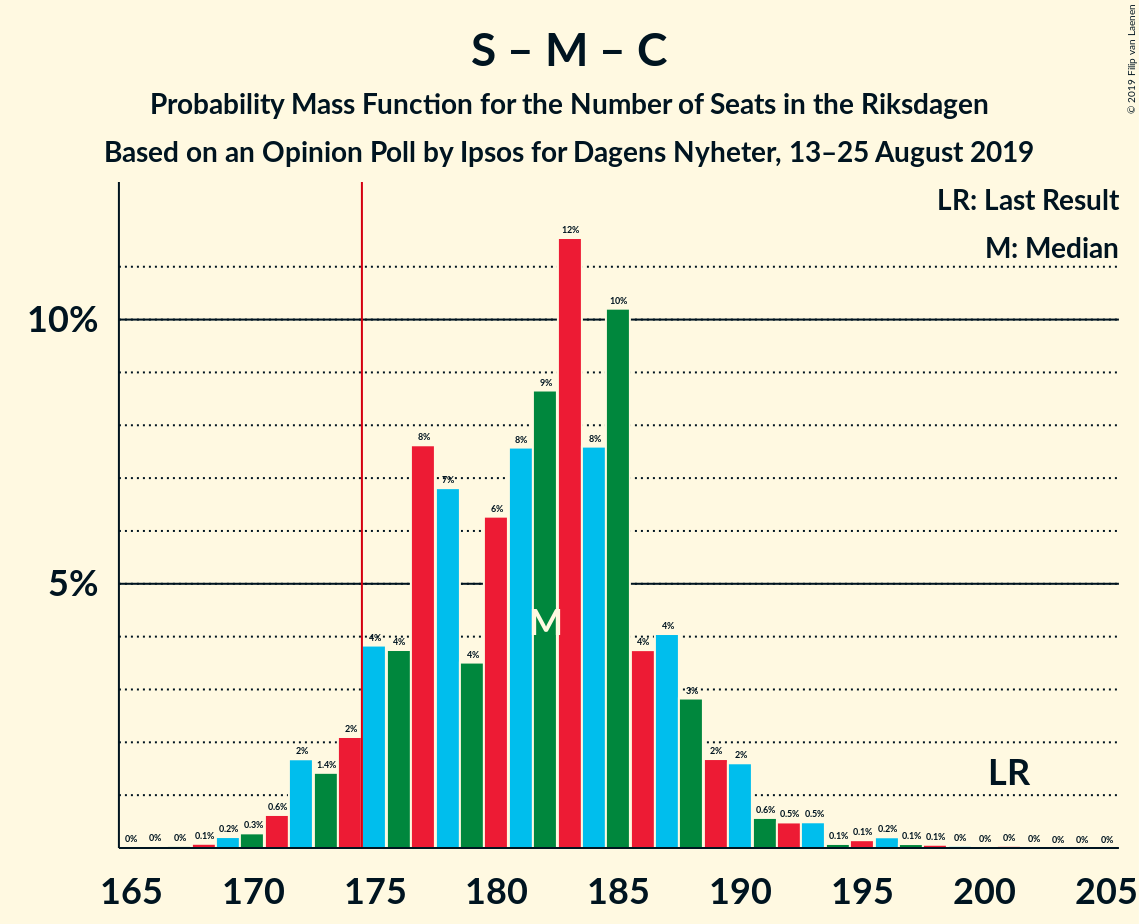 S – M – C
Probability Mass Function for the Number of Seats in the Riksdagen
Based on an Opinion Poll by Ipsos for Dagens Nyheter, 13–25 August 2019
© 2019 Filip van Laenen
LR: Last Result
M: Median
10%
5%
0% 0% 0% 0.1% 0.2% 0.3% 0.6% 2% 1.4% 2% 4% 4% 8% 7% 4% 6% 8% 9% 12% 8% 10% 4% 4% 3% 2% 2% 0.6% 0.5% 0.5% 0.1% 0.1% 0.2% 0.1% 0.1% 0% 0% 0% 0% 0% 0% 0%
M
LR
165 170 175 180 185 190 195 200 205